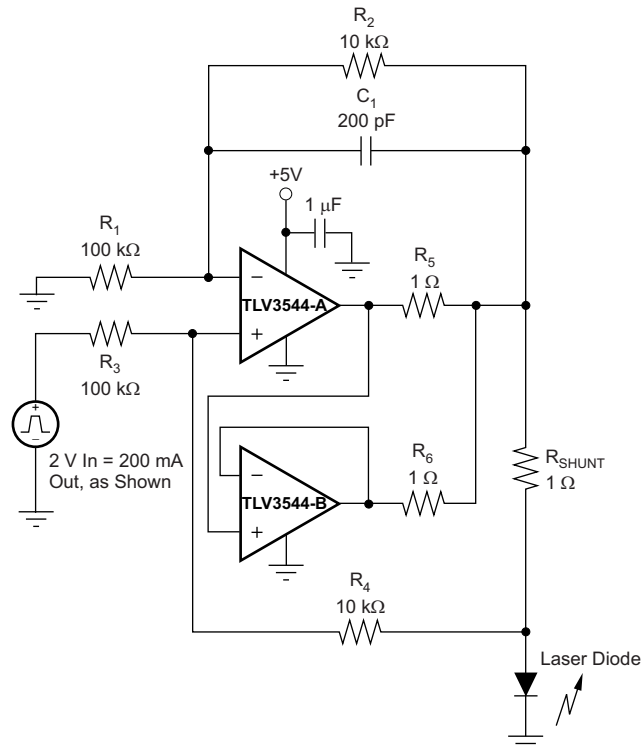 R2
10 kΩ
C1
200 pF
+5V
1 μF
R1
100 kΩ
−
TLV3544-A
+
R5
1 Ω
R3
100 kΩ
+
−
2 V In = 200 mA
Out, as Shown
−
TLV3544-B
+
R6
1 Ω
RSHUNT
1 Ω
R4
10 kΩ
Laser Diode